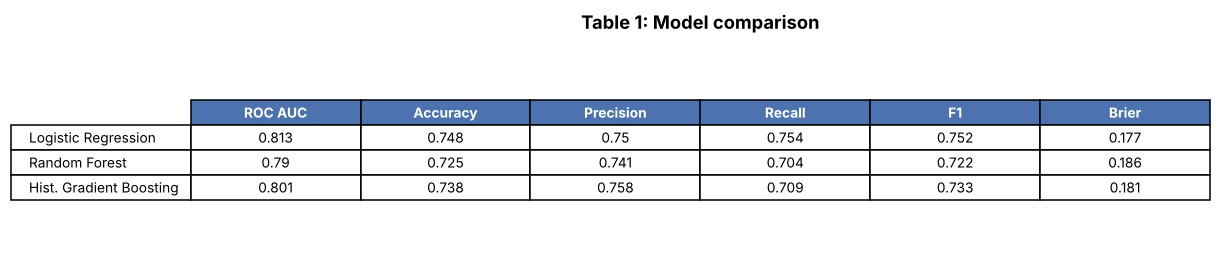 Table 1: Model comparison
ROC AUC Accuracy Precision Recall F1 Brier
Logistic Regression 0.813 0.748 0.75 0.754 0.752 0.177
Random Forest 0.79 0.725 0.741 0.704 0.722 0.186
Hist. Gradient Boosting 0.801 0.738 0.758 0.709 0.733 0.181